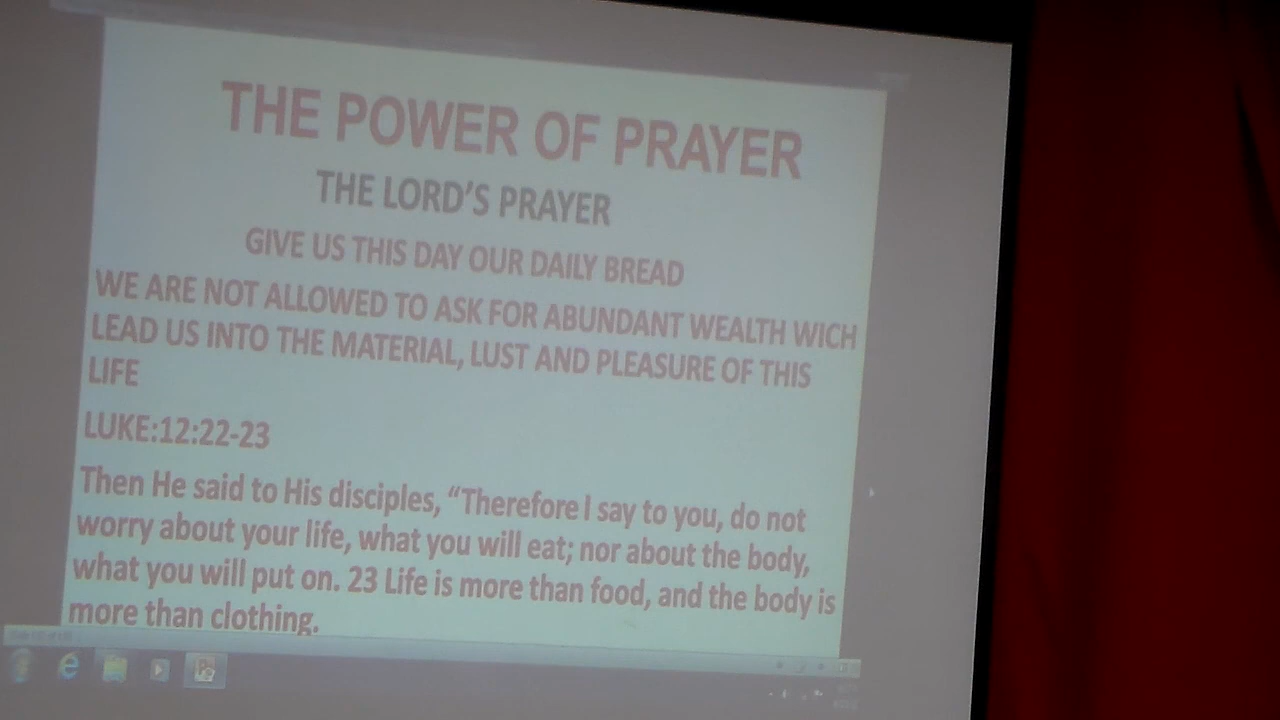 THE POWER OF PRAYER
THE LORD'S PRAYER
GIVE US THIS DAY OUR DAILY BREAD
WE ARE NOT ALLOWED TO ASK FOR ABUNDANT WEALTH WICH
LEAD US INTO THE MATERIAL, LUST AND PLEASURE OF THIS
LIFE
LUKE:12:22-23
Then He said to His disciples, “Therefore I say to you, do not
worry about your life, what you will eat; nor about the body,
what you will put on. 23 Life is more than food, and the body is
more than clothing.